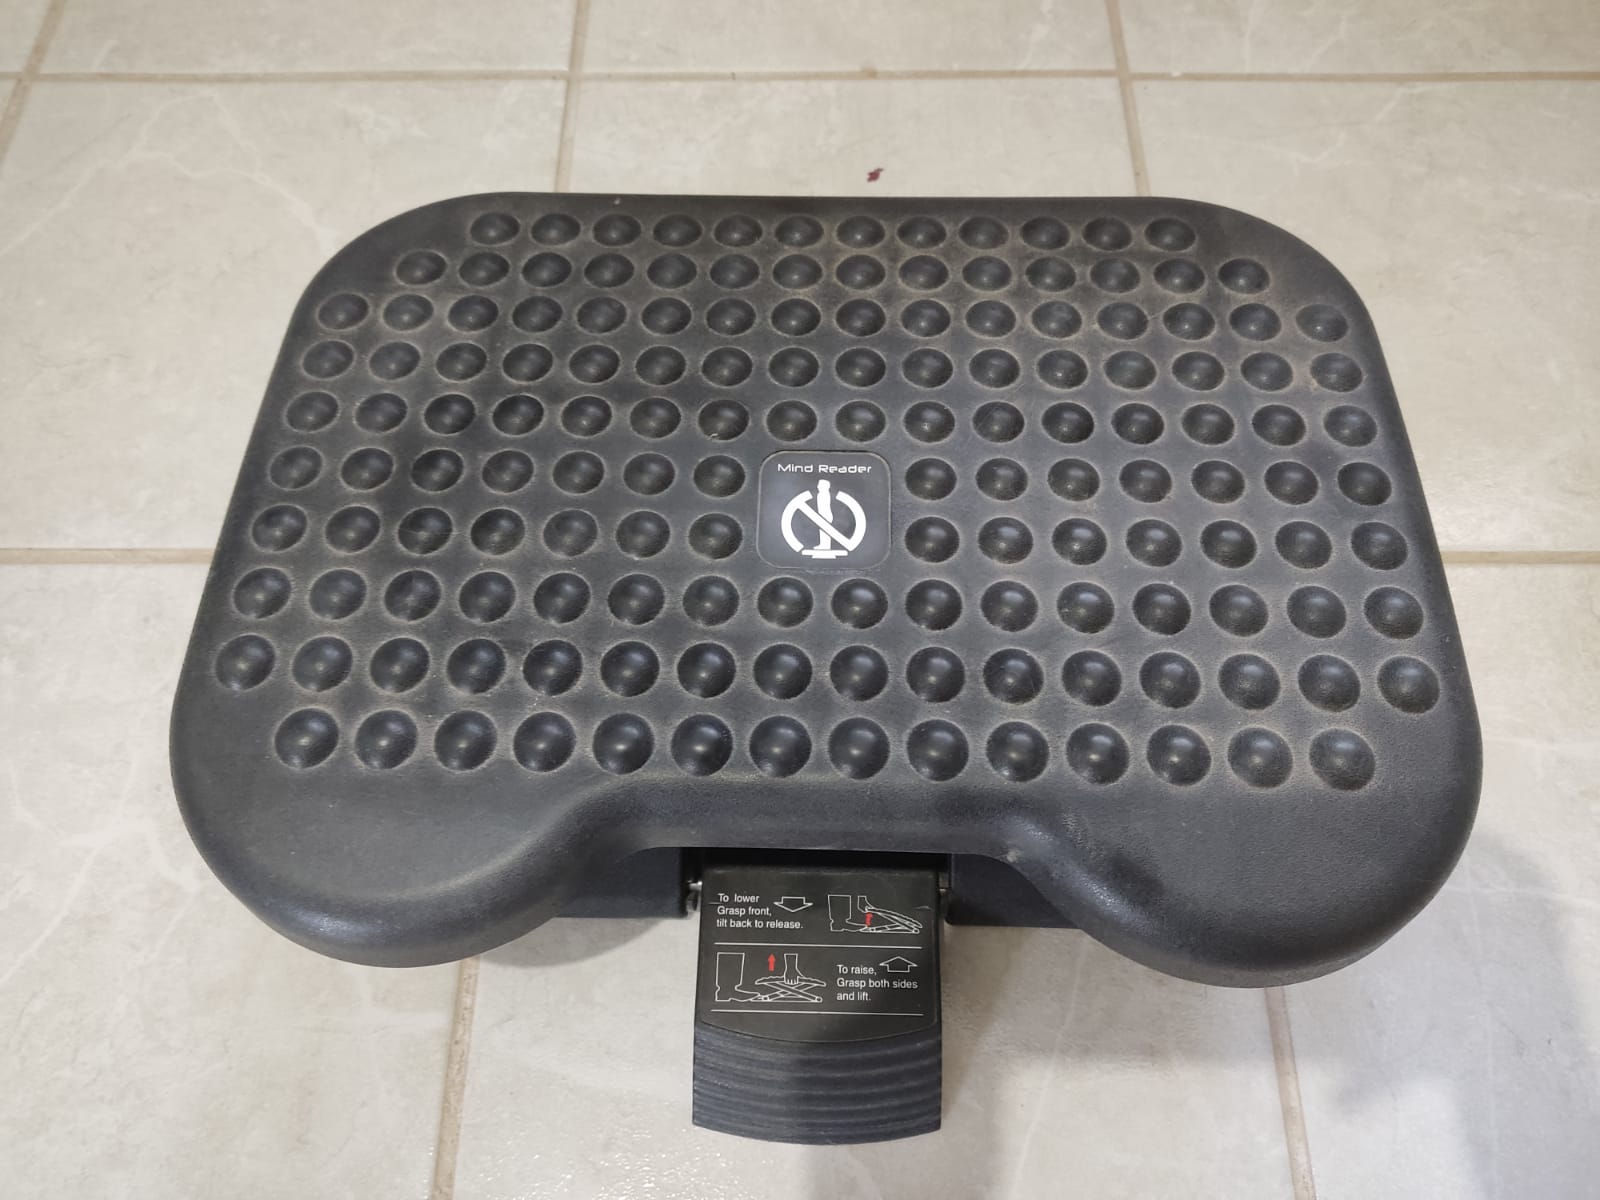 Mind Reader
To lower
Grasp front,
tilt back to release.
To raise,
Grasp both sides
and lift.